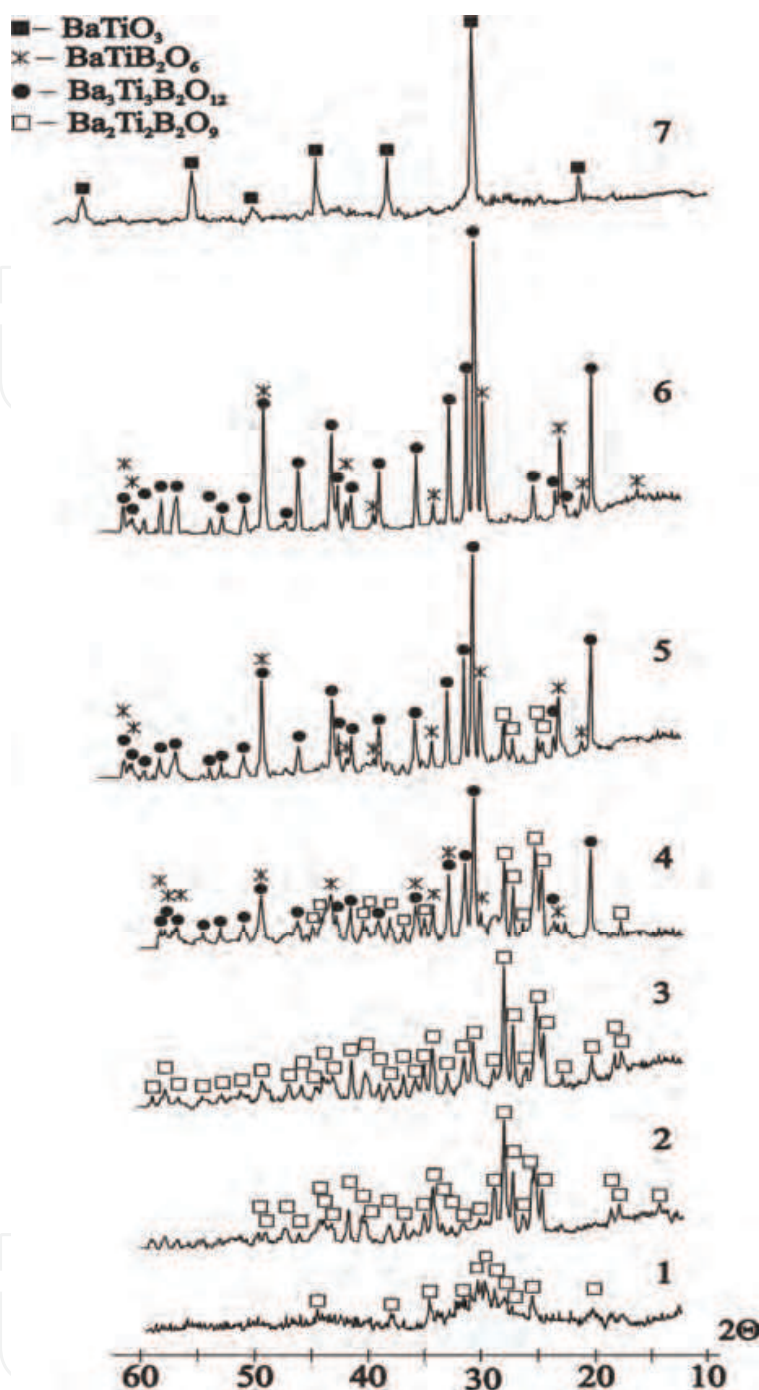 ■ – BaTiO₃
✳ – BaTiB₂O₆
● – Ba₃Ti₃B₂O₁₂
□ – Ba₂Ti₂B₂O₉
7
6
5
4
3
2
1
2Θ
60 50 40 30 20 10